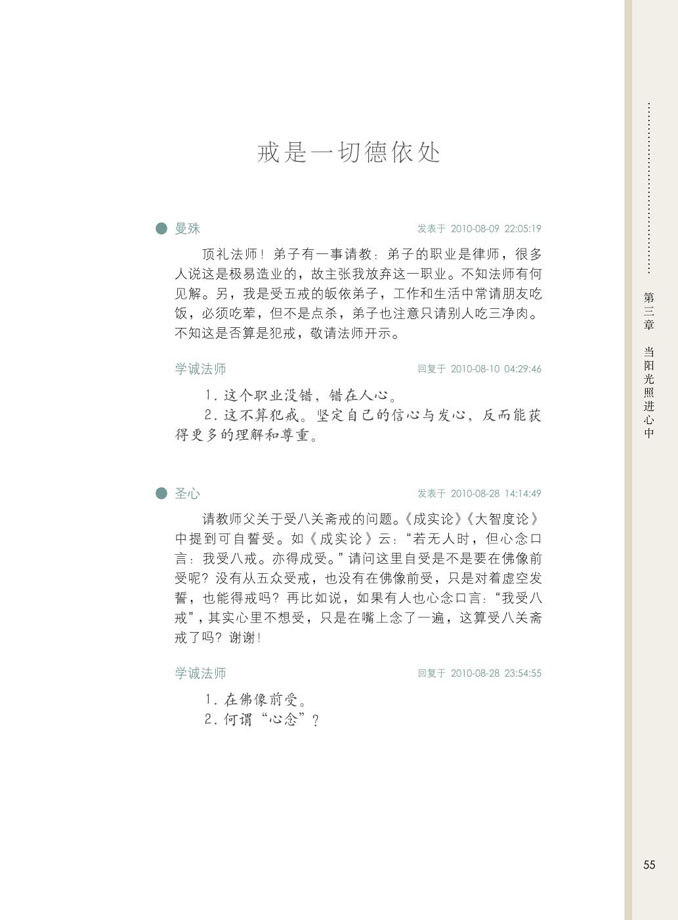 戒是一切德依处
曼殊 发表于 2010-08-09 22:05:19
顶礼法师！弟子有一事请教：弟子的职业是律师，很多
人说这是极易造业的，故主张我放弃这一职业。不知法师有何
见解。另，我是受五戒的皈依弟子，工作和生活中常请朋友吃
饭，必须吃荤，但不是点杀，弟子也注意只请别人吃三净肉。
不知这是否算是犯戒，敬请法师开示。
学诚法师 回复于 2010-08-10 04:29:46
1. 这个职业没错，错在人心。
2. 这不算犯戒。坚定自己的信心与发心，反而能获
得更多的理解和尊重。
圣心 发表于 2010-08-28 14:14:49
请教师父关于受八关斋戒的问题。《成实论》《大智度论》
中提到可自誓受。如《成实论》云：“若无人时，但心念口
言：我受八戒。亦得成受。”请问这里自受是不是要在佛像前
受呢？没有从五众受戒，也没有在佛像前受，只是对着虚空发
誓，也能得戒吗？再比如说，如果有人也心念口言：“我受八
戒”，其实心里不想受，只是在嘴上念了一遍，这算受八关斋
戒了吗？谢谢！
学诚法师 回复于 2010-08-28 23:54:55
1. 在佛像前受。
2. 何谓“心念”？
第三章 当阳光照进心中
55